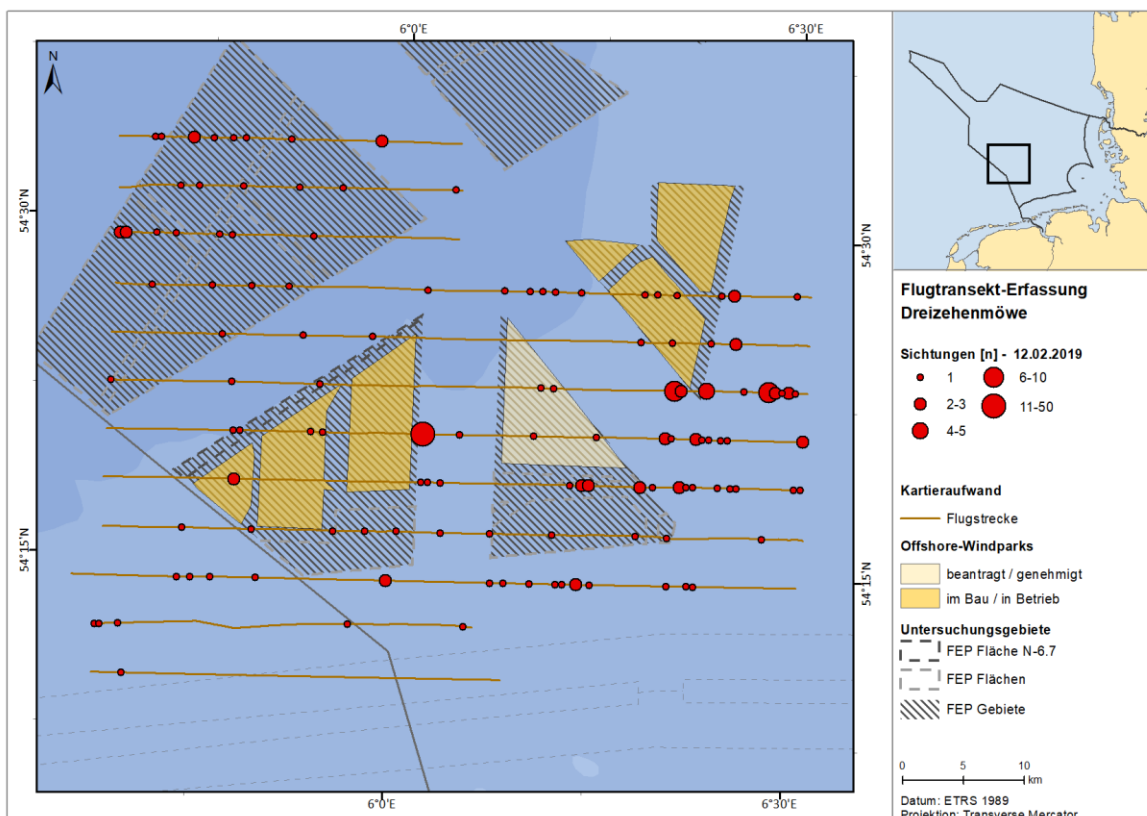 6°0'E
6°30'E
N
54°30'N
54°30'N
54°15'N
54°15'N
6°0'E
6°30'E
Flugtransekt-Erfassung
Dreizehenmöwe
Sichtungen [n] - 12.02.2019
1
6-10
2-3
11-50
4-5
Kartieraufwand
Flugstrecke
Offshore-Windparks
beantragt / genehmigt
im Bau / in Betrieb
Untersuchungsgebiete
FEP Fläche N-6.7
FEP Flächen
FEP Gebiete
0 5 10
km
Datum: ETRS 1989
Projektion: Transverse Mercator